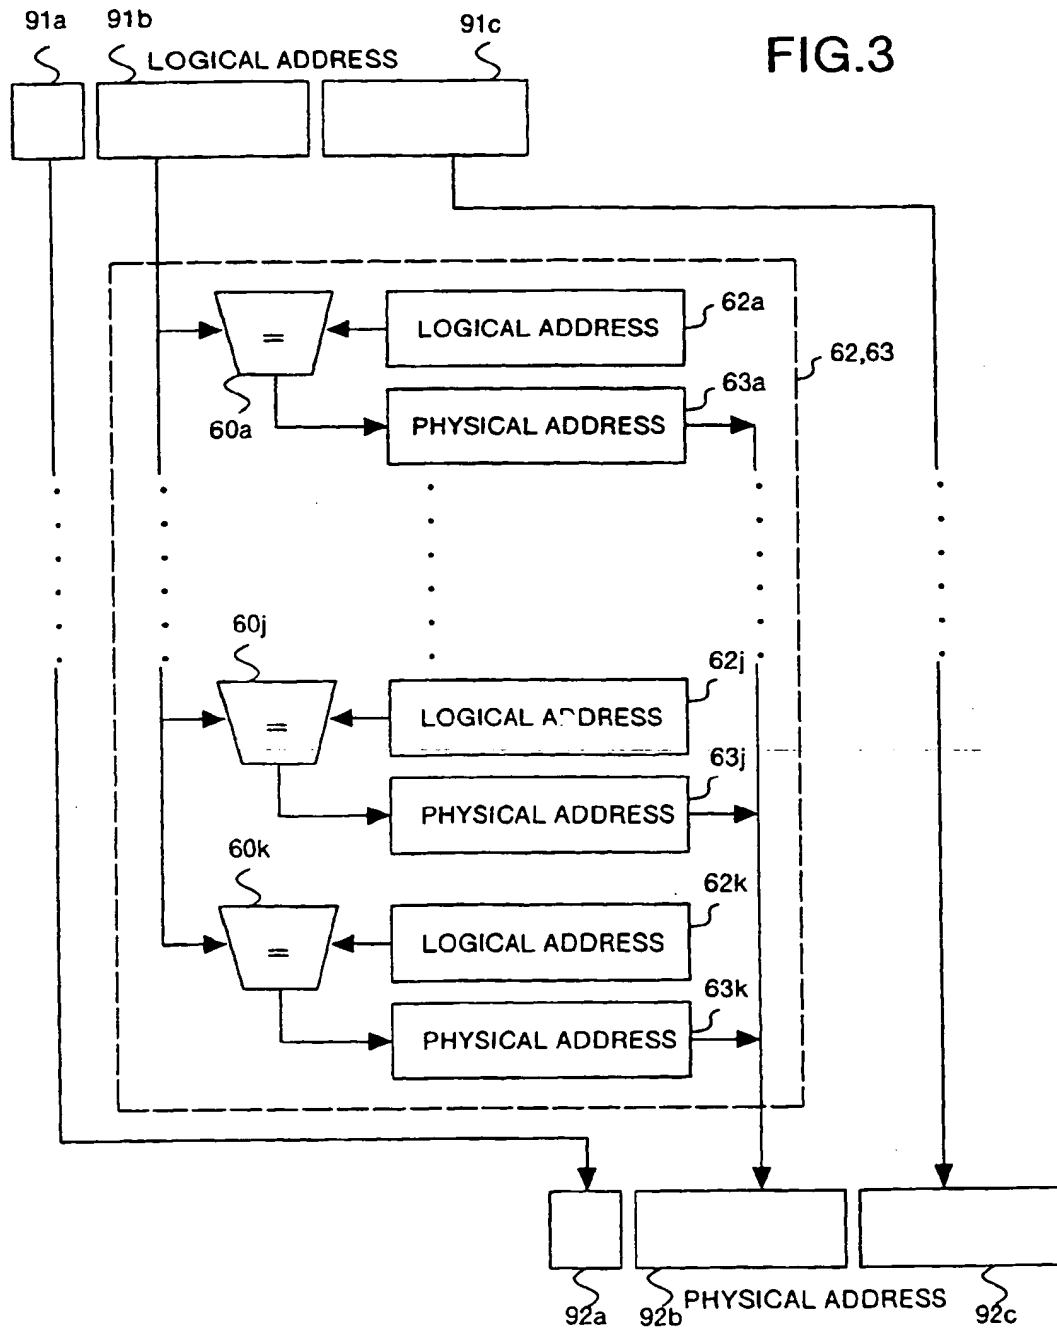 91a 91b 91c
LOGICAL ADDRESS
FIG.3
= LOGICAL ADDRESS 62a
62,63
60a PHYSICAL ADDRESS 63a
60j
= LOGICAL ADDRESS 62j
PHYSICAL ADDRESS 63j
60k
= LOGICAL ADDRESS 62k
PHYSICAL ADDRESS 63k
92a 92b PHYSICAL ADDRESS 92c